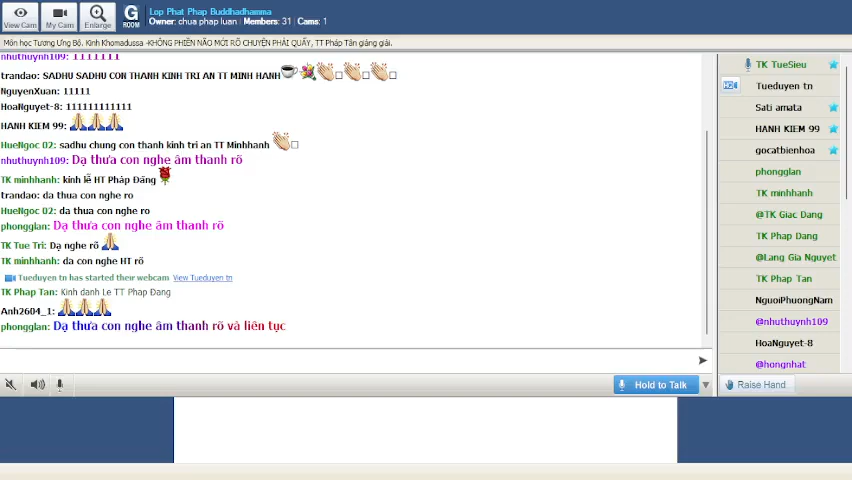 View Cam
My Cam
Enlarge
G
ROOM
Lop Phat Phap Buddhadhamma
Owner: chua phap luan : Members: 31 : Cams: 1
Môn học Tương Ưng Bộ. Kinh Khomadussa -KHÔNG PHIỀN NÃO MỚI RÕ CHUYỆN PHẢI QUẤY, TT Pháp Tân giảng giải.
nhuthuynh109: 1111111
trandao: SADHU SADHU CON THANH KINH TRI AN TT MINH HANH
NguyenXuan: 11111
HoaNguyet-8: 111111111111
HANH KIEM 99:
HueNgoc 02: sadhu chung con thanh kinh tri an TT Minhhanh
nhuthuynh109: Dạ thưa con nghe âm thanh rõ
TK minhhanh: kính lễ HT Pháp Đăng
trandao: da thua con nghe ro
HueNgoc 02: da thua con nghe ro
phongglan: Dạ thưa con nghe âm thanh rõ
TK Tue Tri: Dạ nghe rõ
TK minhhanh: da con nghe HT rõ
Tueduyen tn has started their webcam View Tueduyen tn
TK Phap Tan: Kinh danh Le TT Phap Đang
Anh2604_1:
phongglan: Dạ thưa con nghe âm thanh rõ và liên tục
Hold to Talk
TK TueSieu
HD
Tueduyen tn
Sati amata
HANH KIEM 99
gocatbienhoa
phongglan
TK minhhanh
@TK Giac Dang
TK Phap Dang
@Lang Gia Nguyet
TK Phap Tan
NguoiPhuongNam
@nhuthuynh109
HoaNguyet-8
@hongnhat
Raise Hand